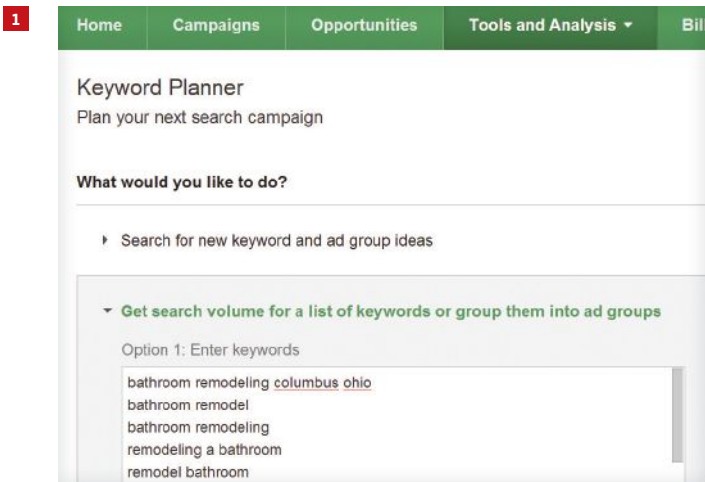 1
Home Campaigns Opportunities Tools and Analysis Bil
Keyword Planner
Plan your next search campaign
What would you like to do?
Search for new keyword and ad group ideas
Get search volume for a list of keywords or group them into ad groups
Option 1: Enter keywords
bathroom remodeling columbus ohio
bathroom remodel
bathroom remodeling
remodeling a bathroom
remodel bathroom